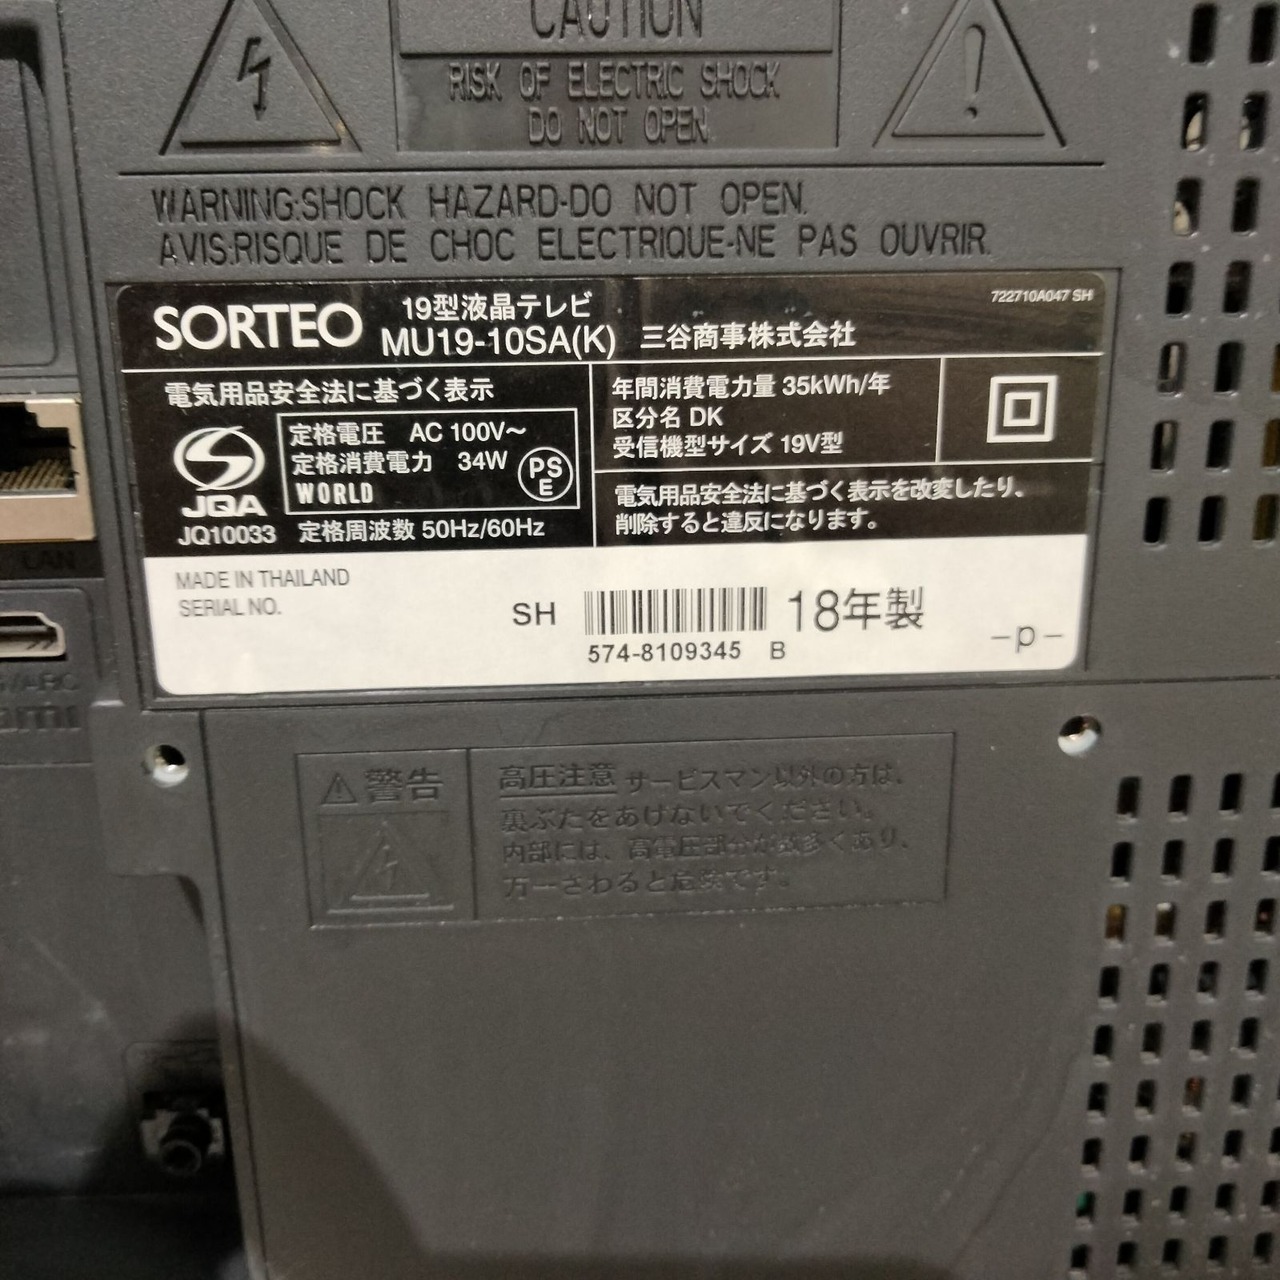 CAUTION
RISK OF ELECTRIC SHOCK
DO NOT OPEN.
WARNING:SHOCK HAZARD-DO NOT OPEN.
AVIS:RISQUE DE CHOC ELECTRIQUE-NE PAS OUVRIR.
SORTEO
19型液晶テレビ
MU19-10SA(K)
三谷商事株式会社
722710A047 SH
電気用品安全法に基づく表示
JQA
JQ10033
定格電圧 AC 100V～
定格消費電力 34W
WORLD
PS
E
定格周波数 50Hz/60Hz
年間消費電力量 35kWh/年
区分名 DK
受信機型サイズ 19V型
電気用品安全法に基づく表示を改変したり、
削除すると違反になります。
MADE IN THAILAND
SERIAL NO.
SH
574-8109345 B
18年製
-p-
LAN
⚠警告
高圧注意 サービスマン以外の方は、
裏ぶたをあけないでください。
内部には、高電圧部分が数多くあり、
万一さわると危険です。